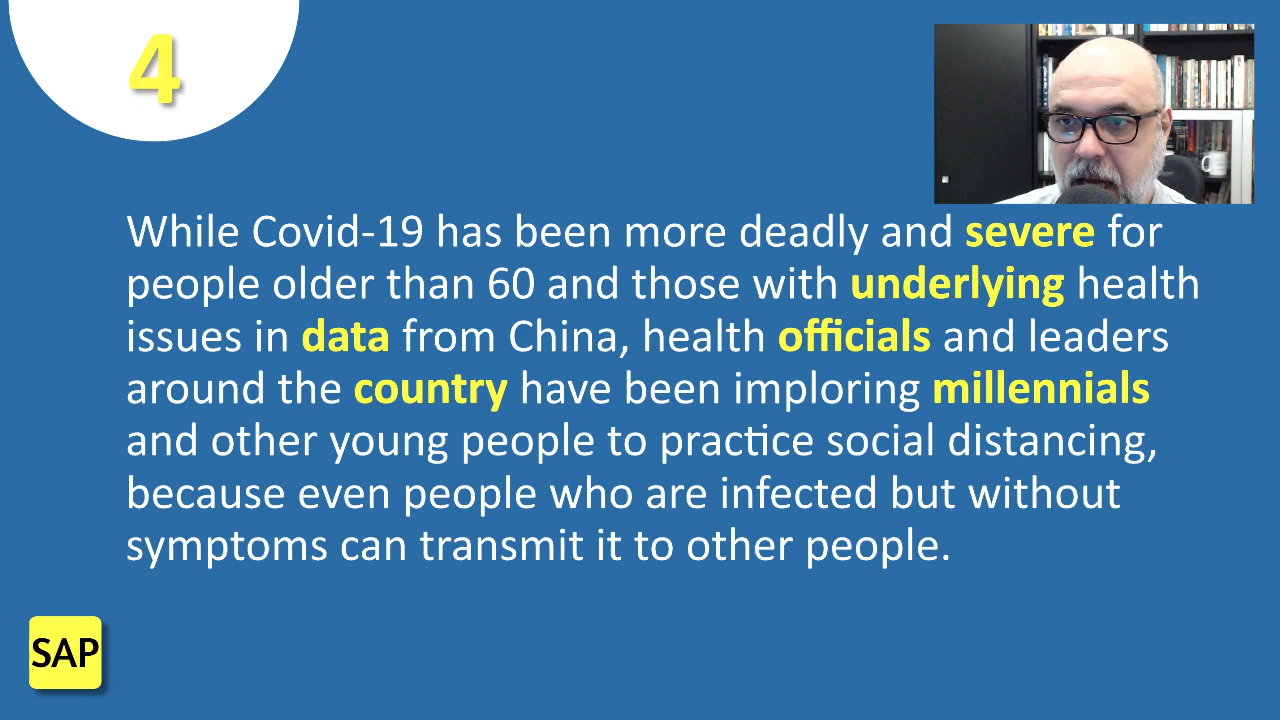 4
While Covid-19 has been more deadly and severe for
people older than 60 and those with underlying health
issues in data from China, health officials and leaders
around the country have been imploring millennials
and other young people to practice social distancing,
because even people who are infected but without
symptoms can transmit it to other people.
SAP